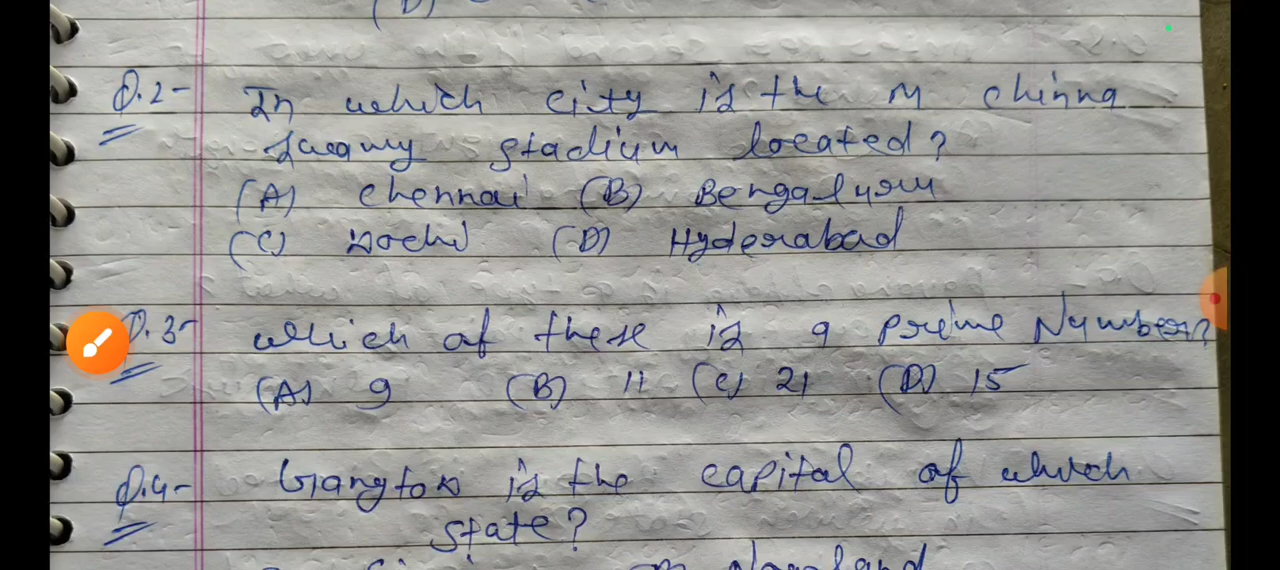 (D)
Q.2- In which city is the M chinna
swamy stadium located?
(A) chennai (B) Bengaluru
(C) Kochi (D) Hyderabad
Q.3- which of these is a prime Number?
(A) 9 (B) 11 (C) 21 (D) 15
Q.4- Gangtok is the capital of which
state?
Nagaland